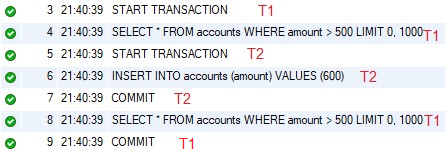 3 21:40:39 START TRANSACTION T1
4 21:40:39 SELECT * FROM accounts WHERE amount > 500 LIMIT 0, 1000 T1
5 21:40:39 START TRANSACTION T2
6 21:40:39 INSERT INTO accounts (amount) VALUES (600) T2
7 21:40:39 COMMIT T2
8 21:40:39 SELECT * FROM accounts WHERE amount > 500 LIMIT 0, 1000 T1
9 21:40:39 COMMIT T1